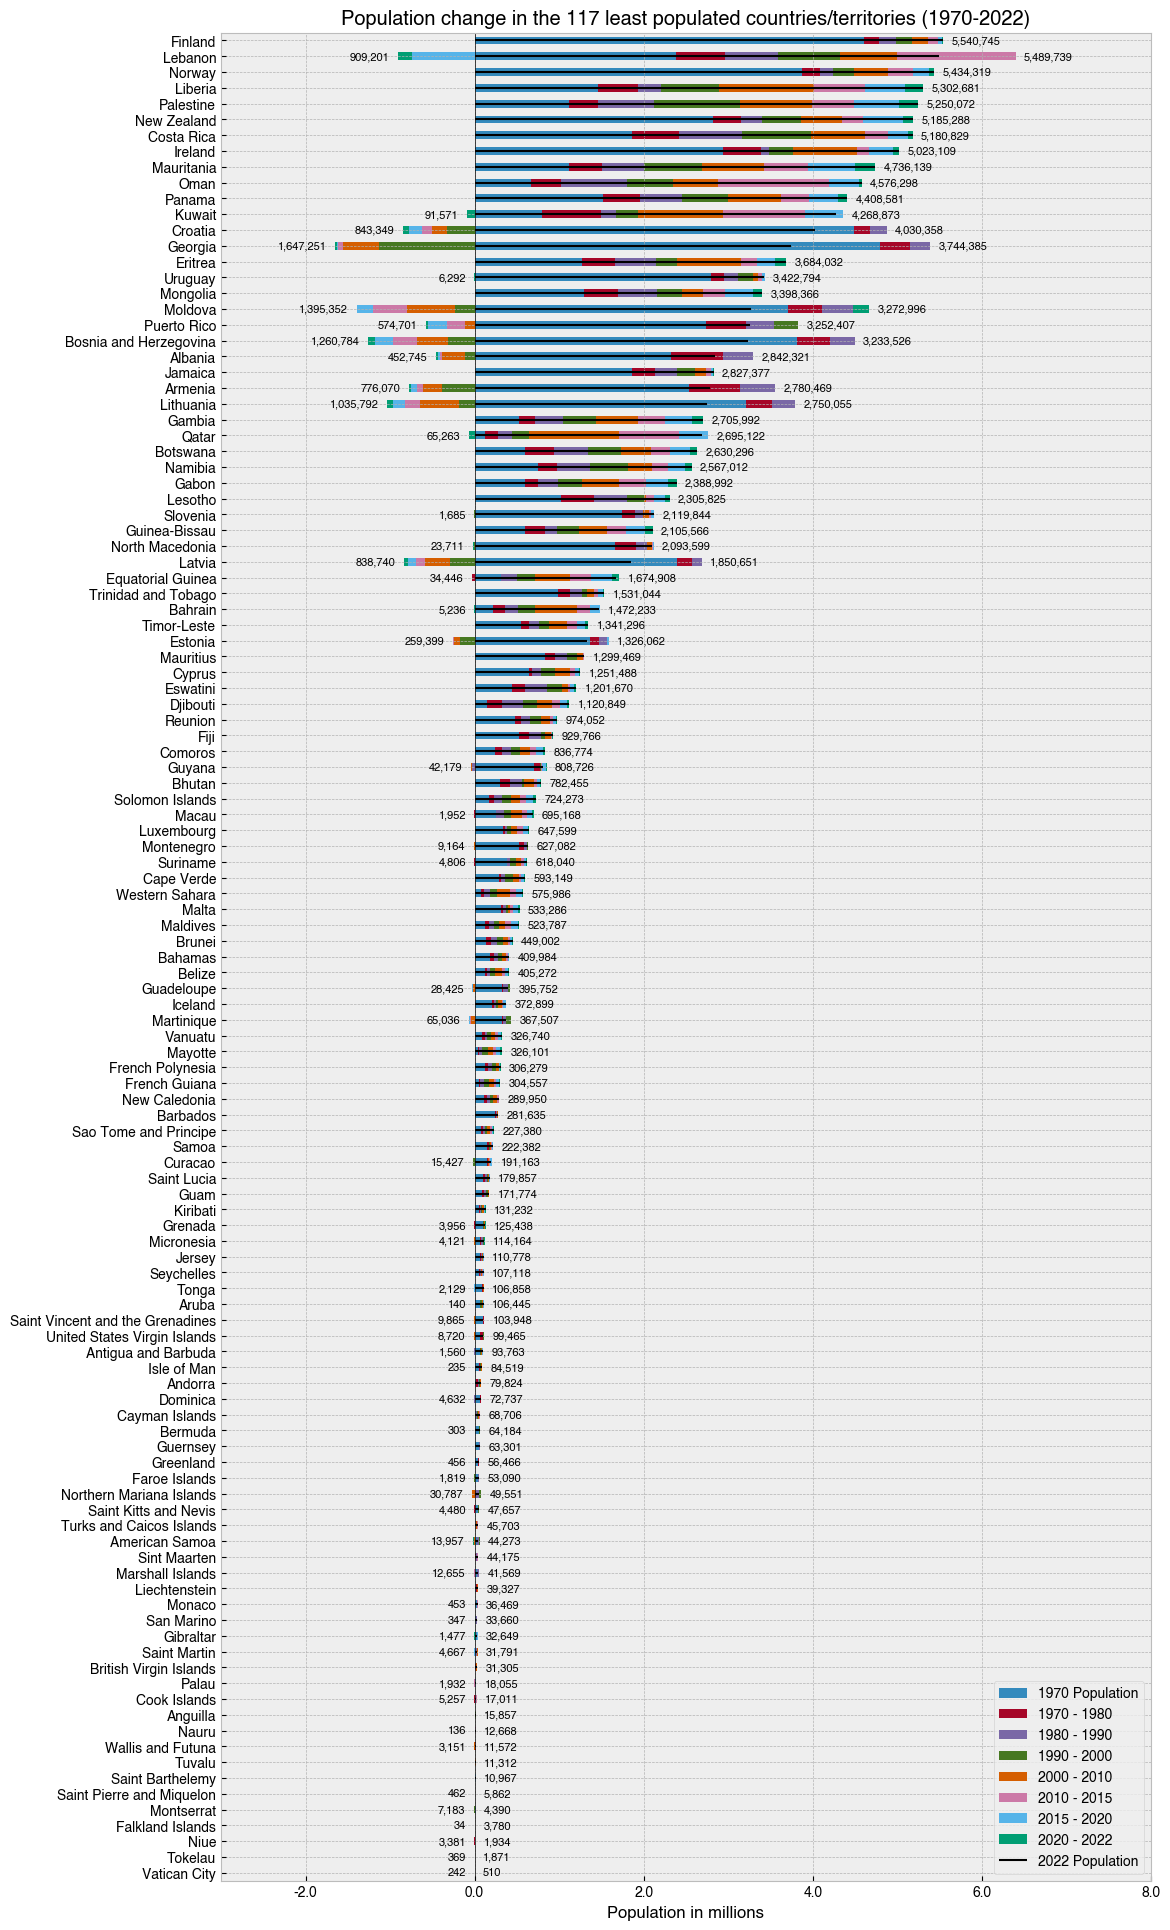 Population change in the 117 least populated countries/territories (1970-2022)
Finland 5,540,745
Lebanon 909,201 5,489,739
Norway 5,434,319
Liberia 5,302,681
Palestine 5,250,072
New Zealand 5,185,288
Costa Rica 5,180,829
Ireland 5,023,109
Mauritania 4,736,139
Oman 4,576,298
Panama 4,408,581
Kuwait 91,571 4,268,873
Croatia 843,349 4,030,358
Georgia 1,647,251 3,744,385
Eritrea 3,684,032
Uruguay 6,292 3,422,794
Mongolia 3,398,366
Moldova 1,395,352 3,272,996
Puerto Rico 574,701 3,252,407
Bosnia and Herzegovina 1,260,784 3,233,526
Albania 452,745 2,842,321
Jamaica 2,827,377
Armenia 776,070 2,780,469
Lithuania 1,035,792 2,750,055
Gambia 2,705,992
Qatar 65,263 2,695,122
Botswana 2,630,296
Namibia 2,567,012
Gabon 2,388,992
Lesotho 2,305,825
Slovenia 1,685 2,119,844
Guinea-Bissau 2,105,566
North Macedonia 23,711 2,093,599
Latvia 838,740 1,850,651
Equatorial Guinea 34,446 1,674,908
Trinidad and Tobago 1,531,044
Bahrain 5,236 1,472,233
Timor-Leste 1,341,296
Estonia 259,399 1,326,062
Mauritius 1,299,469
Cyprus 1,251,488
Eswatini 1,201,670
Djibouti 1,120,849
Reunion 974,052
Fiji 929,766
Comoros 836,774
Guyana 42,179 808,726
Bhutan 782,455
Solomon Islands 724,273
Macau 1,952 695,168
Luxembourg 647,599
Montenegro 9,164 627,082
Suriname 4,806 618,040
Cape Verde 593,149
Western Sahara 575,986
Malta 533,286
Maldives 523,787
Brunei 449,002
Bahamas 409,984
Belize 405,272
Guadeloupe 28,425 395,752
Iceland 372,899
Martinique 65,036 367,507
Vanuatu 326,740
Mayotte 326,101
French Polynesia 306,279
French Guiana 304,557
New Caledonia 289,950
Barbados 281,635
Sao Tome and Principe 227,380
Samoa 222,382
Curacao 15,427 191,163
Saint Lucia 179,857
Guam 171,774
Kiribati 131,232
Grenada 3,956 125,438
Micronesia 4,121 114,164
Jersey 110,778
Seychelles 107,118
Tonga 2,129 106,858
Aruba 140 106,445
Saint Vincent and the Grenadines 9,865 103,948
United States Virgin Islands 8,720 99,465
Antigua and Barbuda 1,560 93,763
Isle of Man 235 84,519
Andorra 79,824
Dominica 4,632 72,737
Cayman Islands 68,706
Bermuda 303 64,184
Guernsey 63,301
Greenland 456 56,466
Faroe Islands 1,819 53,090
Northern Mariana Islands 30,787 49,551
Saint Kitts and Nevis 4,480 47,657
Turks and Caicos Islands 45,703
American Samoa 13,957 44,273
Sint Maarten 44,175
Marshall Islands 12,655 41,569
Liechtenstein 39,327
Monaco 453 36,469
San Marino 347 33,660
Gibraltar 1,477 32,649
Saint Martin 4,667 31,791
British Virgin Islands 31,305
Palau 1,932 18,055
Cook Islands 5,257 17,011
Anguilla 15,857
Nauru 136 12,668
Wallis and Futuna 3,151 11,572
Tuvalu 11,312
Saint Barthelemy 10,967
Saint Pierre and Miquelon 462 5,862
Montserrat 7,183 4,390
Falkland Islands 34 3,780
Niue 3,381 1,934
Tokelau 369 1,871
Vatican City 242 510
1970 Population
1970 - 1980
1980 - 1990
1990 - 2000
2000 - 2010
2010 - 2015
2015 - 2020
2020 - 2022
2022 Population
-2.0 0.0 2.0 4.0 6.0 8.0
Population in millions